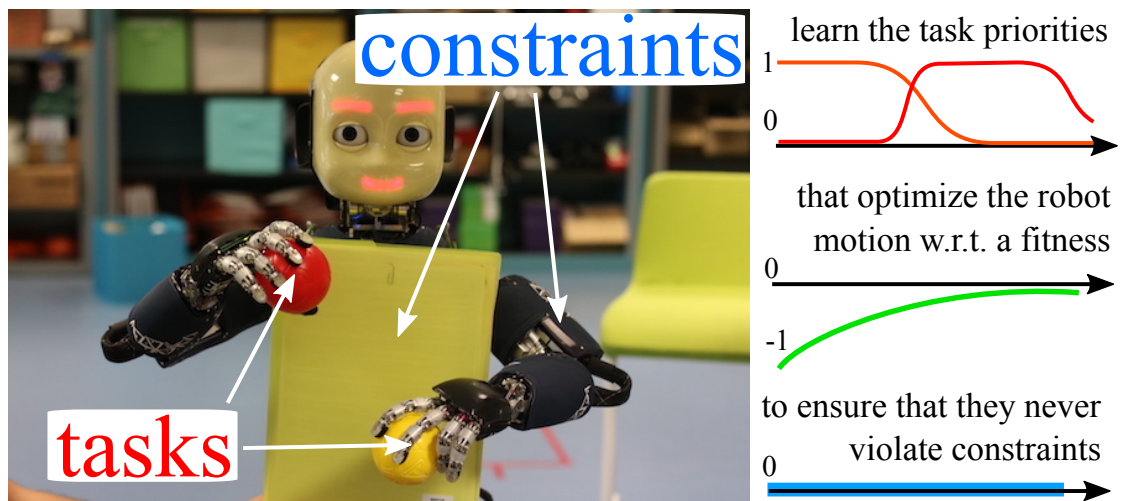 constraints
tasks
learn the task priorities
1
0
that optimize the robot
motion w.r.t. a fitness
0
-1
to ensure that they never
violate constraints
0